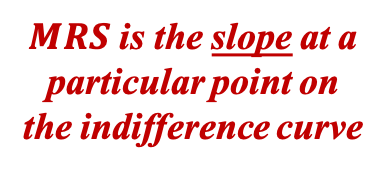 MRS is the slope at a
particular point on
the indifference curve